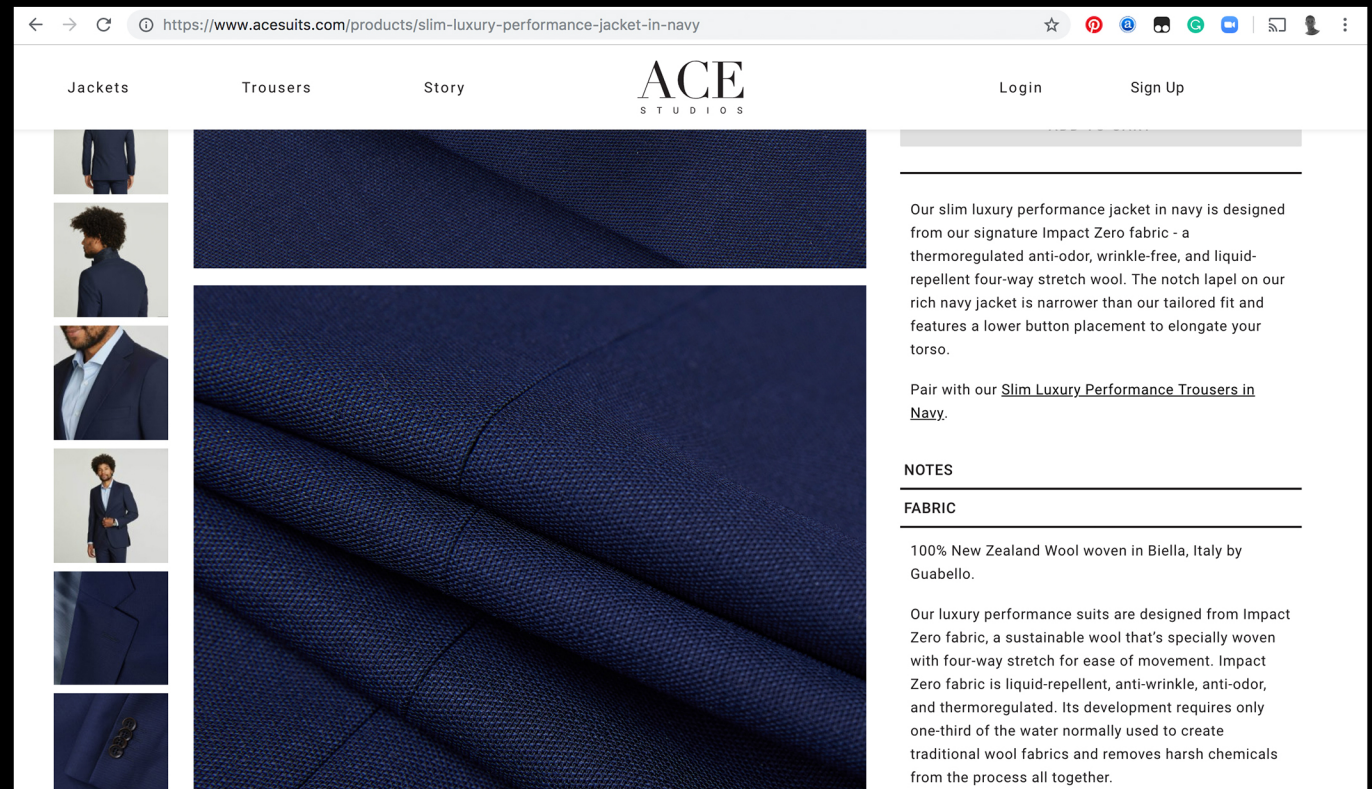 https://www.acesuits.com/products/slim-luxury-performance-jacket-in-navy
Jackets
Trousers
Story
ACE
STUDIOS
Login
Sign Up
Our slim luxury performance jacket in navy is designed
from our signature Impact Zero fabric - a
thermoregulated anti-odor, wrinkle-free, and liquid-
repellent four-way stretch wool. The notch lapel on our
rich navy jacket is narrower than our tailored fit and
features a lower button placement to elongate your
torso.
Pair with our Slim Luxury Performance Trousers in
Navy.
NOTES
FABRIC
100% New Zealand Wool woven in Biella, Italy by
Guabello.
Our luxury performance suits are designed from Impact
Zero fabric, a sustainable wool that’s specially woven
with four-way stretch for ease of movement. Impact
Zero fabric is liquid-repellent, anti-wrinkle, anti-odor,
and thermoregulated. Its development requires only
one-third of the water normally used to create
traditional wool fabrics and removes harsh chemicals
from the process all together.